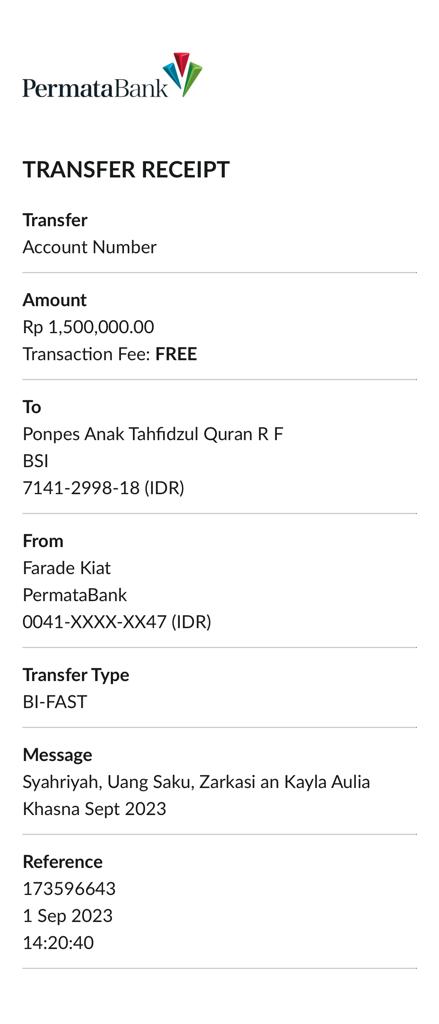 PermataBank
TRANSFER RECEIPT
Transfer
Account Number
Amount
Rp 1,500,000.00
Transaction Fee: FREE
To
Ponpes Anak Tahfidzul Quran R F
BSI
7141-2998-18 (IDR)
From
Farade Kiat
PermataBank
0041-XXXX-XX47 (IDR)
Transfer Type
BI-FAST
Message
Syahriyah, Uang Saku, Zarkasi an Kayla Aulia
Khasna Sept 2023
Reference
173596643
1 Sep 2023
14:20:40